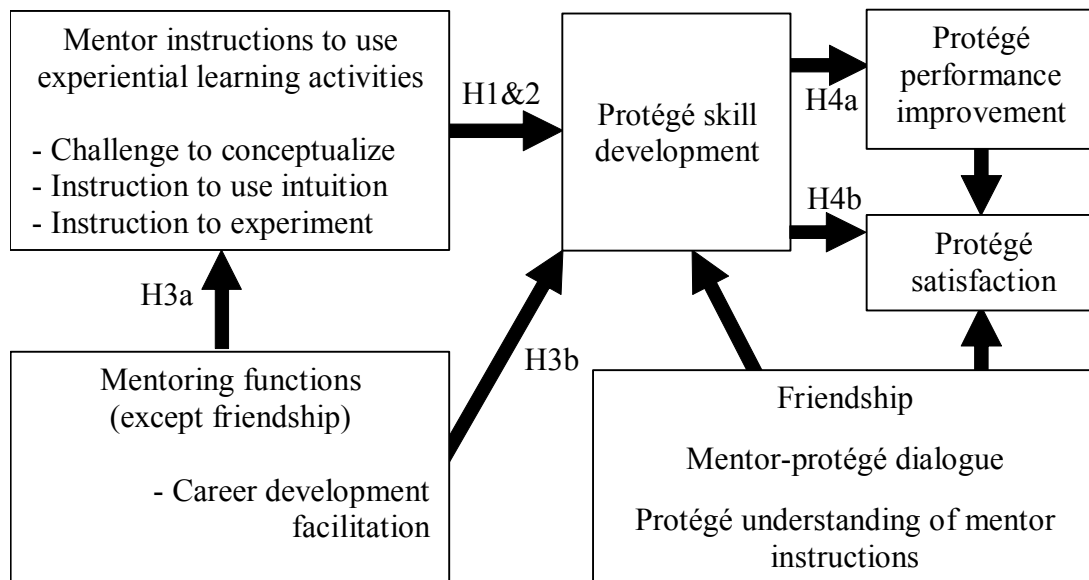 Mentor instructions to use
experiential learning activities
- Challenge to conceptualize
- Instruction to use intuition
- Instruction to experiment
H1&2
Protégé skill
development
H4a
Protégé
performance
improvement
H4b
Protégé
satisfaction
H3a
H3b
Mentoring functions
(except friendship)
- Career development
facilitation
Friendship
Mentor-protégé dialogue
Protégé understanding of mentor
instructions